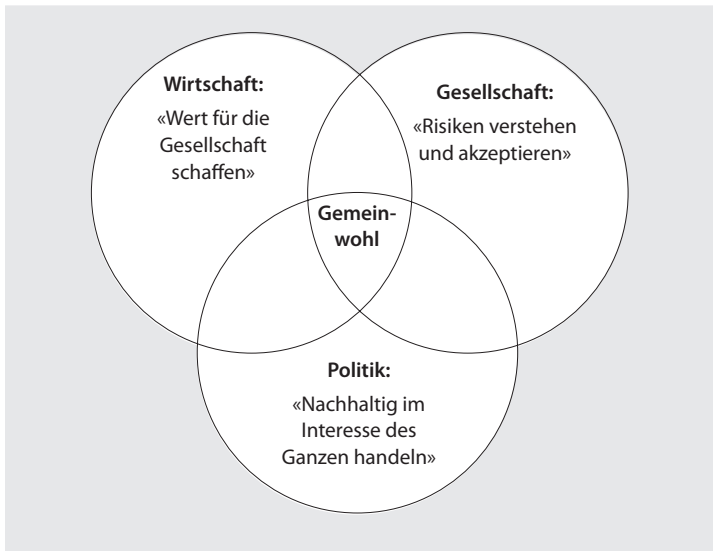 Wirtschaft:
«Wert für die
Gesellschaft
schaffen»
Gesellschaft:
«Risiken verstehen
und akzeptieren»
Gemein-
wohl
Politik:
«Nachhaltig im
Interesse des
Ganzen handeln»